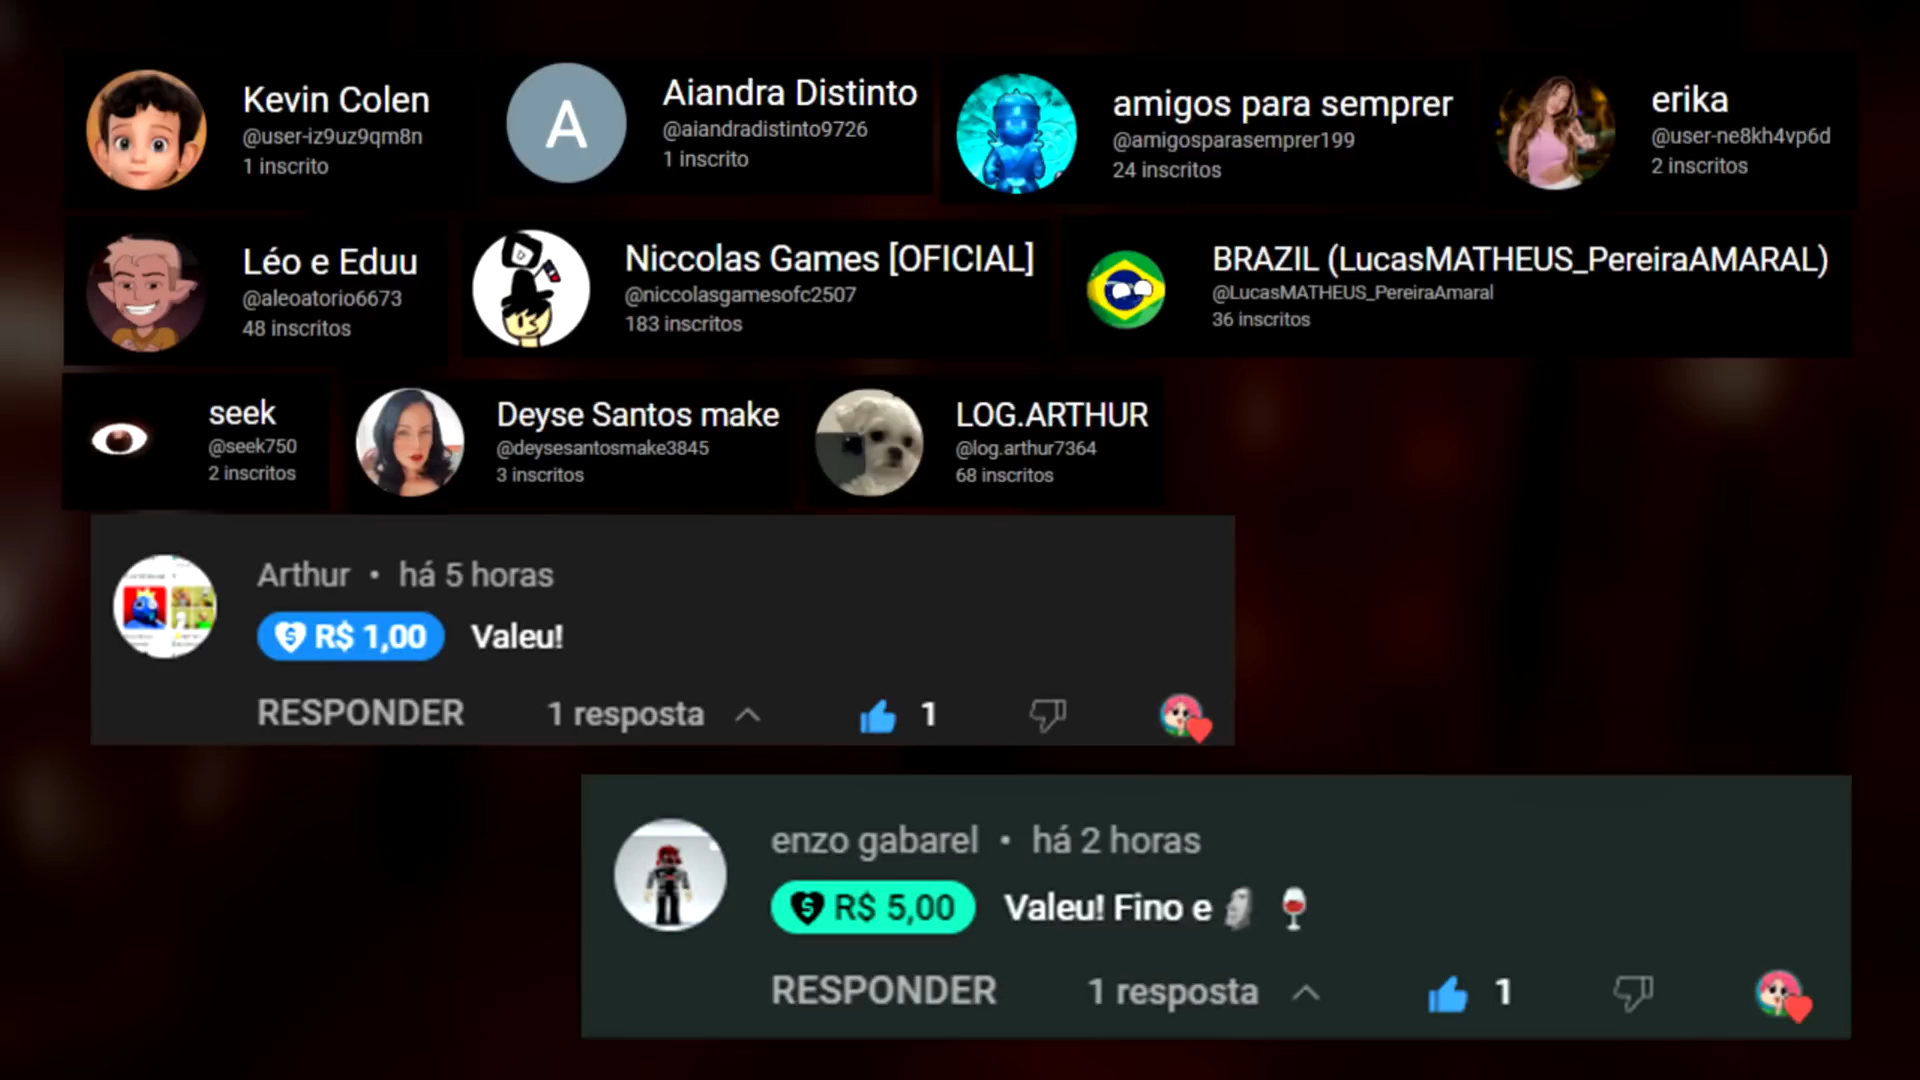 Kevin Colen
@user-iz9uz9qm8n
1 inscrito
A
Aiandra Distinto
@aiandradistinto9726
1 inscrito
amigos para semprer
@amigosparasemprer199
24 inscritos
erika
@user-ne8kh4vp6d
2 inscritos
Léo e Eduu
@aleoatorio6673
48 inscritos
Niccolas Games [OFICIAL]
@niccolasgamesofc2507
183 inscritos
BRAZIL (LucasMATHEUS_PereiraAMARAL)
@LucasMATHEUS_PereiraAmaral
36 inscritos
seek
@seek750
2 inscritos
Deyse Santos make
@deysesantosmake3845
3 inscritos
LOG.ARTHUR
@log.arthur7364
68 inscritos
Arthur • há 5 horas
R$ 1,00 Valeu!
RESPONDER 1 resposta 1
enzo gabarel • há 2 horas
R$ 5,00 Valeu! Fino e 🗿 🍷
RESPONDER 1 resposta 1